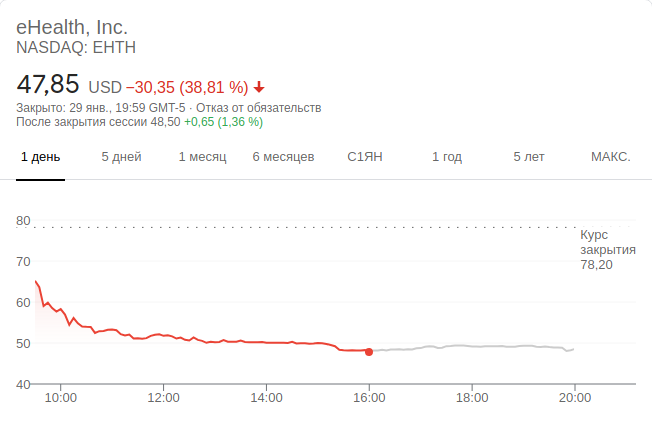 eHealth, Inc.
NASDAQ: EHTH
47,85 USD −30,35 (38,81 %)
Закрыто: 29 янв., 19:59 GMT-5 · Отказ от обязательств
После закрытия сессии 48,50 +0,65 (1,36 %)
1 день 5 дней 1 месяц 6 месяцев С1ЯН 1 год 5 лет МАКС.
80
Курс
закрытия
78,20
70
60
50
40
10:00 12:00 14:00 16:00 18:00 20:00